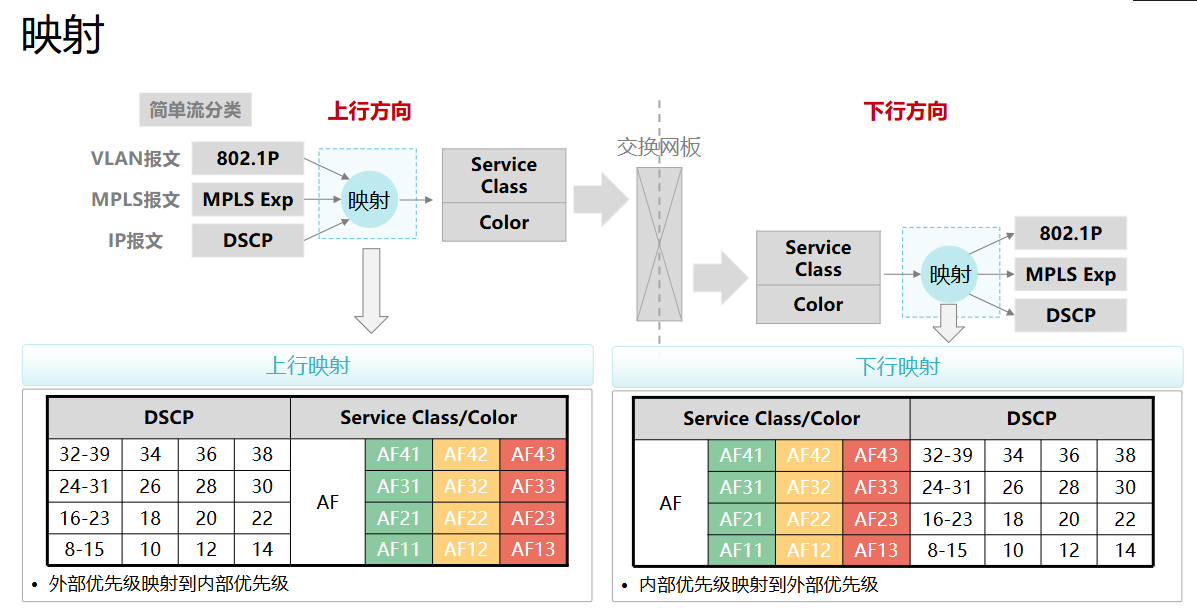 映射
简单流分类
上行方向
下行方向
VLAN报文 802.1P
MPLS报文 MPLS Exp
IP报文 DSCP
映射
Service Class
Color
交换网板
Service Class
Color
映射
802.1P
MPLS Exp
DSCP
上行映射
DSCP Service Class/Color
32-39 34 36 38 AF AF41 AF42 AF43
24-31 26 28 30 AF31 AF32 AF33
16-23 18 20 22 AF21 AF22 AF23
8-15 10 12 14 AF11 AF12 AF13
• 外部优先级映射到内部优先级
下行映射
Service Class/Color DSCP
AF AF41 AF42 AF43 32-39 34 36 38
AF31 AF32 AF33 24-31 26 28 30
AF21 AF22 AF23 16-23 18 20 22
AF11 AF12 AF13 8-15 10 12 14
• 内部优先级映射到外部优先级